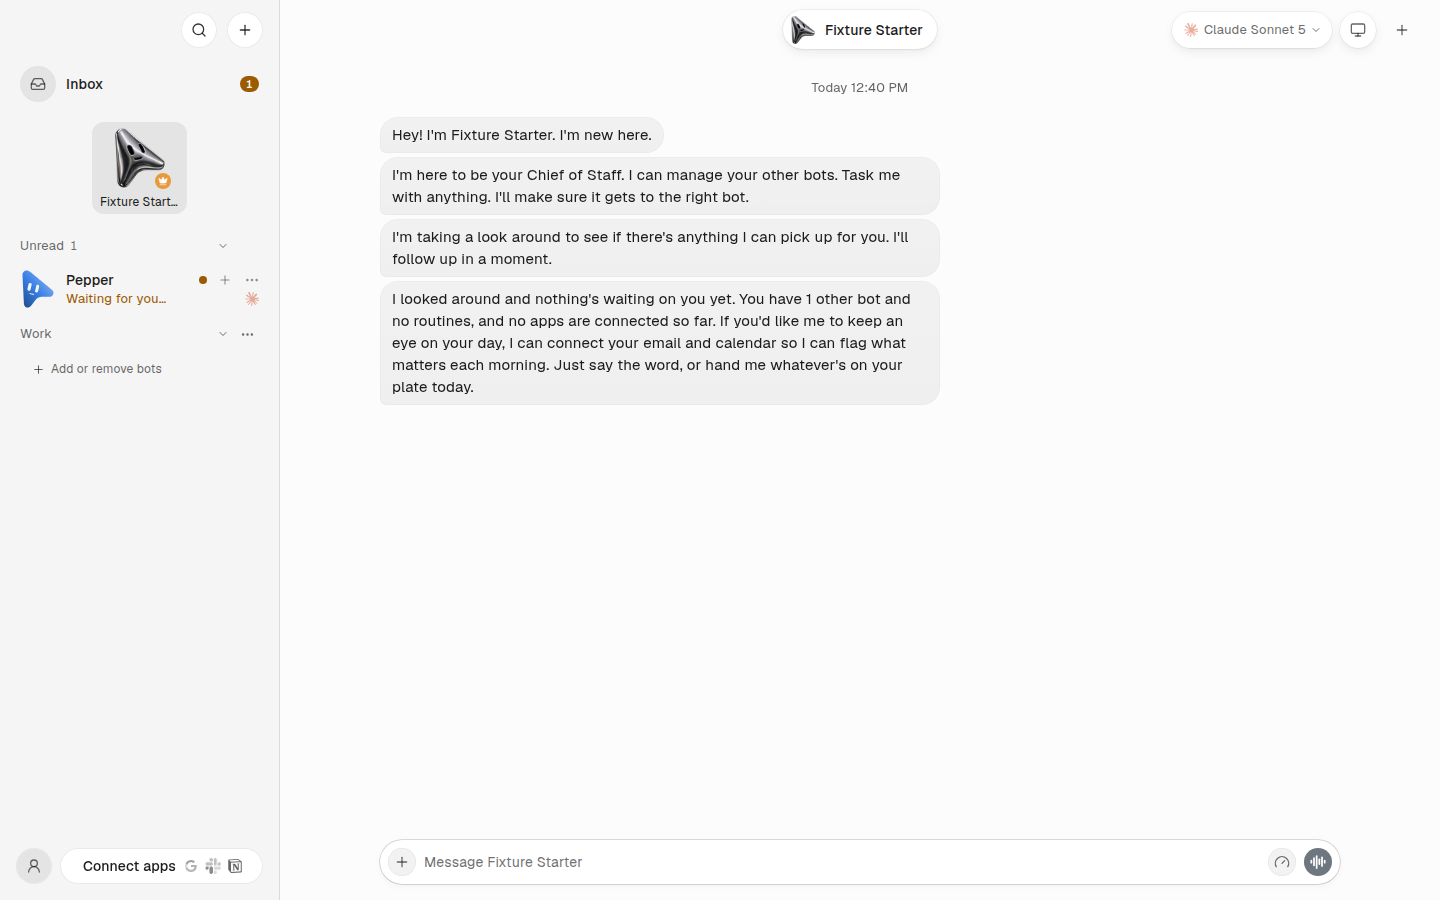 Inbox
1
Fixture Start...
Unread 1
Pepper
Waiting for you...
Work
Add or remove bots
Connect apps
Fixture Starter
Claude Sonnet 5
Today 12:40 PM
Hey! I'm Fixture Starter. I'm new here.
I'm here to be your Chief of Staff. I can manage your other bots. Task me
with anything. I'll make sure it gets to the right bot.
I'm taking a look around to see if there's anything I can pick up for you. I'll
follow up in a moment.
I looked around and nothing's waiting on you yet. You have 1 other bot and
no routines, and no apps are connected so far. If you'd like me to keep an
eye on your day, I can connect your email and calendar so I can flag what
matters each morning. Just say the word, or hand me whatever's on your
plate today.
Message Fixture Starter